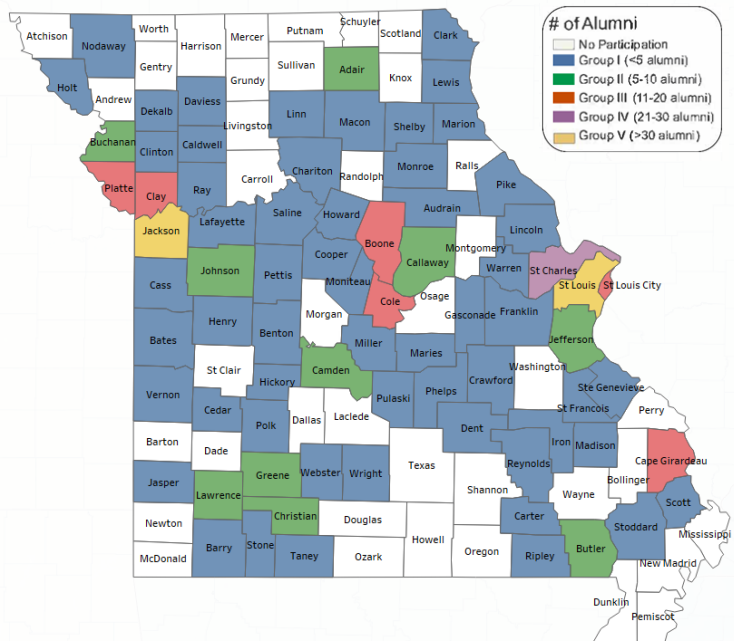 # of Alumni
No Participation
Group I (<5 alumni)
Group II (5-10 alumni)
Group III (11-20 alumni)
Group IV (21-30 alumni)
Group V (>30 alumni)
Atchison
Nodaway
Worth
Harrison
Mercer
Putnam
Schuyler
Scotland
Clark
Gentry
Sullivan
Adair
Knox
Lewis
Holt
Andrew
Grundy
Dekalb
Daviess
Livingston
Linn
Macon
Shelby
Marion
Buchanan
Clinton
Caldwell
Chariton
Randolph
Monroe
Ralls
Pike
Platte
Clay
Ray
Carroll
Saline
Howard
Audrain
Jackson
Lafayette
Boone
Callaway
Montgomery
Lincoln
Johnson
Pettis
Cooper
Moniteau
Warren
St Charles
Cass
Morgan
Cole
Osage
Gasconade
Franklin
St Louis
St Louis City
Henry
Benton
Miller
Maries
Jefferson
Bates
St Clair
Camden
Washington
Vernon
Hickory
Pulaski
Phelps
Crawford
Ste Genevieve
Cedar
Polk
Dallas
Laclede
St Francois
Perry
Barton
Dade
Dent
Iron
Madison
Jasper
Greene
Webster
Wright
Texas
Reynolds
Cape Girardeau
Bollinger
Lawrence
Shannon
Wayne
Newton
Christian
Douglas
Howell
Carter
Stoddard
Scott
Mississippi
McDonald
Barry
Stone
Taney
Ozark
Oregon
Ripley
Butler
New Madrid
Dunklin
Pemiscot